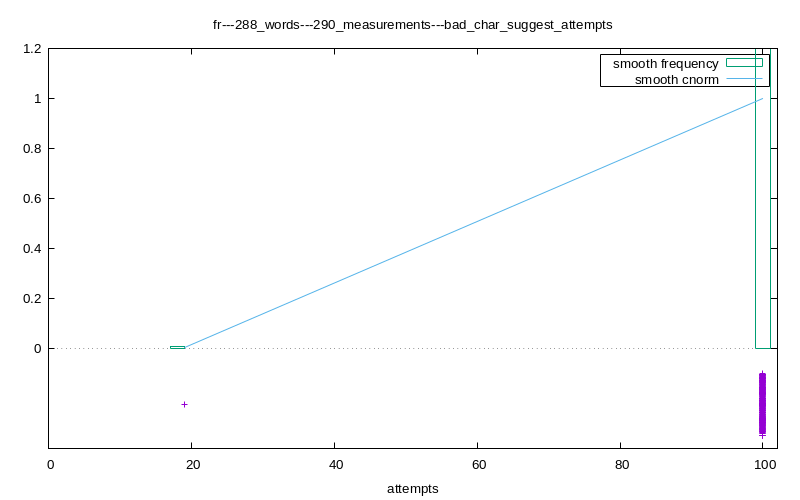 fr---288_words---290_measurements---bad_char_suggest_attempts
smooth frequency
smooth cnorm
1.2
1
0.8
0.6
0.4
0.2
0
0 20 40 60 80 100
attempts